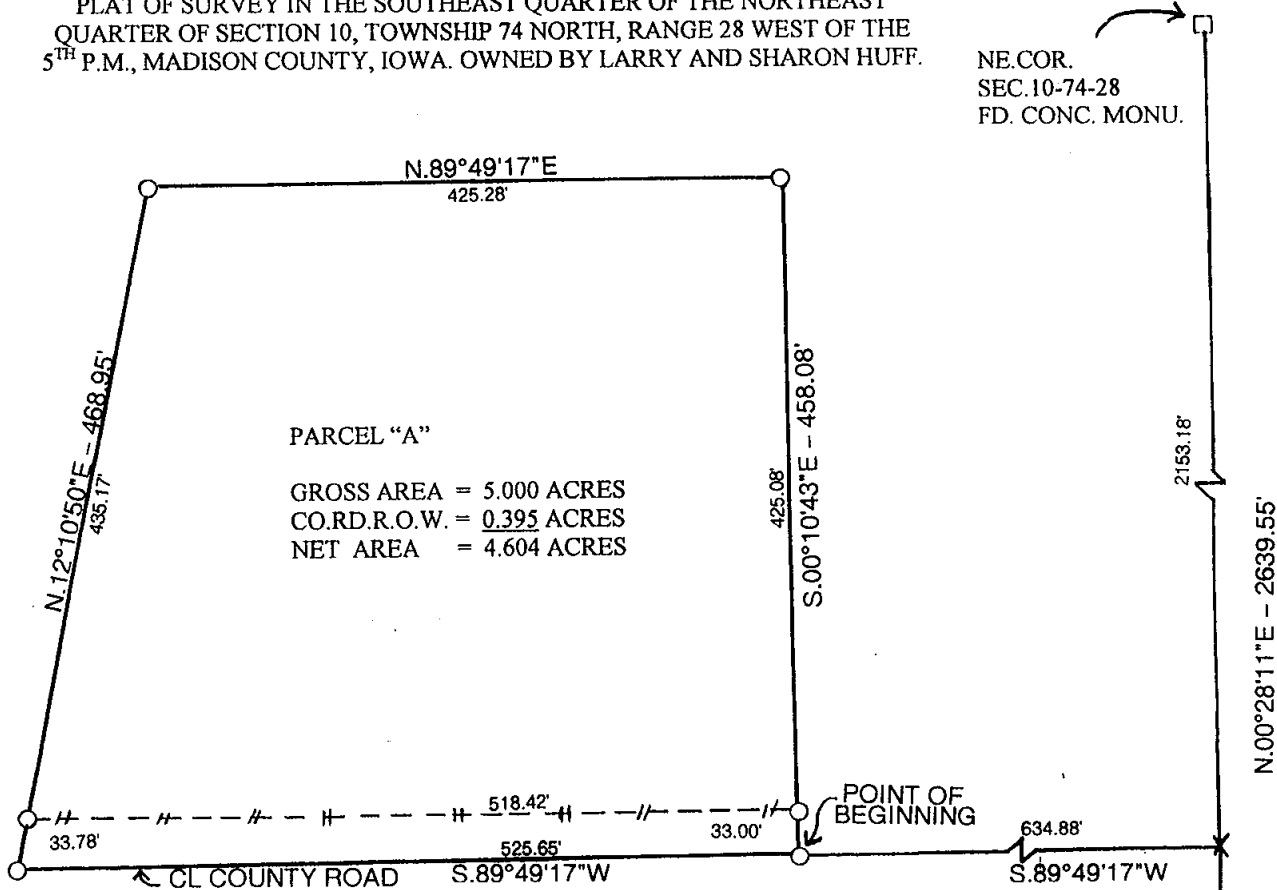 PLAT OF SURVEY IN THE SOUTHEAST QUARTER OF THE NORTHEAST
QUARTER OF SECTION 10, TOWNSHIP 74 NORTH, RANGE 28 WEST OF THE
5TH P.M., MADISON COUNTY, IOWA. OWNED BY LARRY AND SHARON HUFF.
NE.COR.
SEC.10-74-28
FD. CONC. MONU.
N.89°49'17"E
425.28'
N.12°10'50"E – 468.95'
435.17'
PARCEL “A”
GROSS AREA = 5.000 ACRES
CO.RD.R.O.W. = 0.395 ACRES
NET AREA = 4.604 ACRES
425.08'
S.00°10'43"E – 458.08'
2153.18'
N.00°28'11"E – 2639.55'
518.42'
33.78'
33.00'
POINT OF
BEGINNING
634.88'
525.65'
CL COUNTY ROAD
S.89°49'17"W
S.89°49'17"W